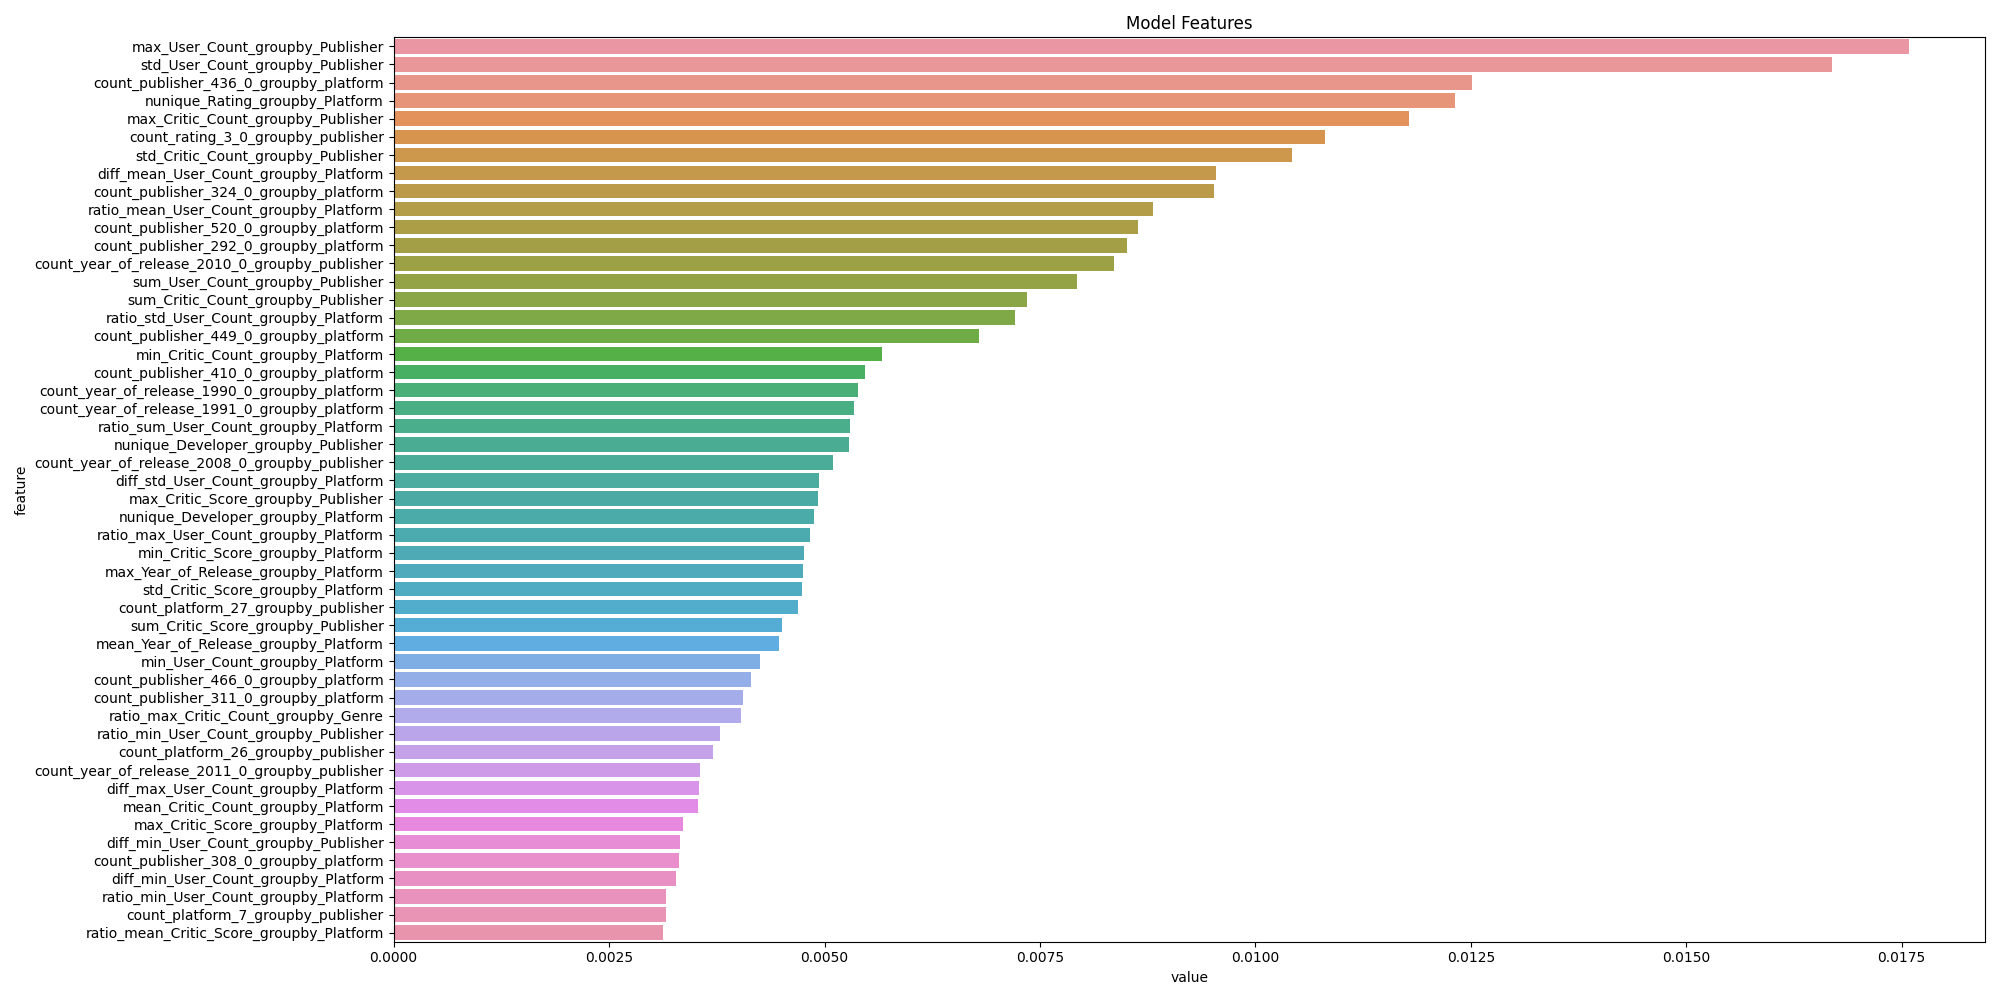 Model Features
max_User_Count_groupby_Publisher
std_User_Count_groupby_Publisher
count_publisher_436_0_groupby_platform
nunique_Rating_groupby_Platform
max_Critic_Count_groupby_Publisher
count_rating_3_0_groupby_publisher
std_Critic_Count_groupby_Publisher
diff_mean_User_Count_groupby_Platform
count_publisher_324_0_groupby_platform
ratio_mean_User_Count_groupby_Platform
count_publisher_520_0_groupby_platform
count_publisher_292_0_groupby_platform
count_year_of_release_2010_0_groupby_publisher
sum_User_Count_groupby_Publisher
sum_Critic_Count_groupby_Publisher
ratio_std_User_Count_groupby_Platform
count_publisher_449_0_groupby_platform
min_Critic_Count_groupby_Platform
count_publisher_410_0_groupby_platform
count_year_of_release_1990_0_groupby_platform
count_year_of_release_1991_0_groupby_platform
ratio_sum_User_Count_groupby_Platform
nunique_Developer_groupby_Publisher
count_year_of_release_2008_0_groupby_publisher
diff_std_User_Count_groupby_Platform
max_Critic_Score_groupby_Publisher
nunique_Developer_groupby_Platform
ratio_max_User_Count_groupby_Platform
min_Critic_Score_groupby_Platform
max_Year_of_Release_groupby_Platform
std_Critic_Score_groupby_Platform
count_platform_27_groupby_publisher
sum_Critic_Score_groupby_Publisher
mean_Year_of_Release_groupby_Platform
min_User_Count_groupby_Platform
count_publisher_466_0_groupby_platform
count_publisher_311_0_groupby_platform
ratio_max_Critic_Count_groupby_Genre
ratio_min_User_Count_groupby_Publisher
count_platform_26_groupby_publisher
count_year_of_release_2011_0_groupby_publisher
diff_max_User_Count_groupby_Platform
mean_Critic_Count_groupby_Platform
max_Critic_Score_groupby_Platform
diff_min_User_Count_groupby_Publisher
count_publisher_308_0_groupby_platform
diff_min_User_Count_groupby_Platform
ratio_min_User_Count_groupby_Platform
count_platform_7_groupby_publisher
ratio_mean_Critic_Score_groupby_Platform
feature
0.0000 0.0025 0.0050 0.0075 0.0100 0.0125 0.0150 0.0175
value